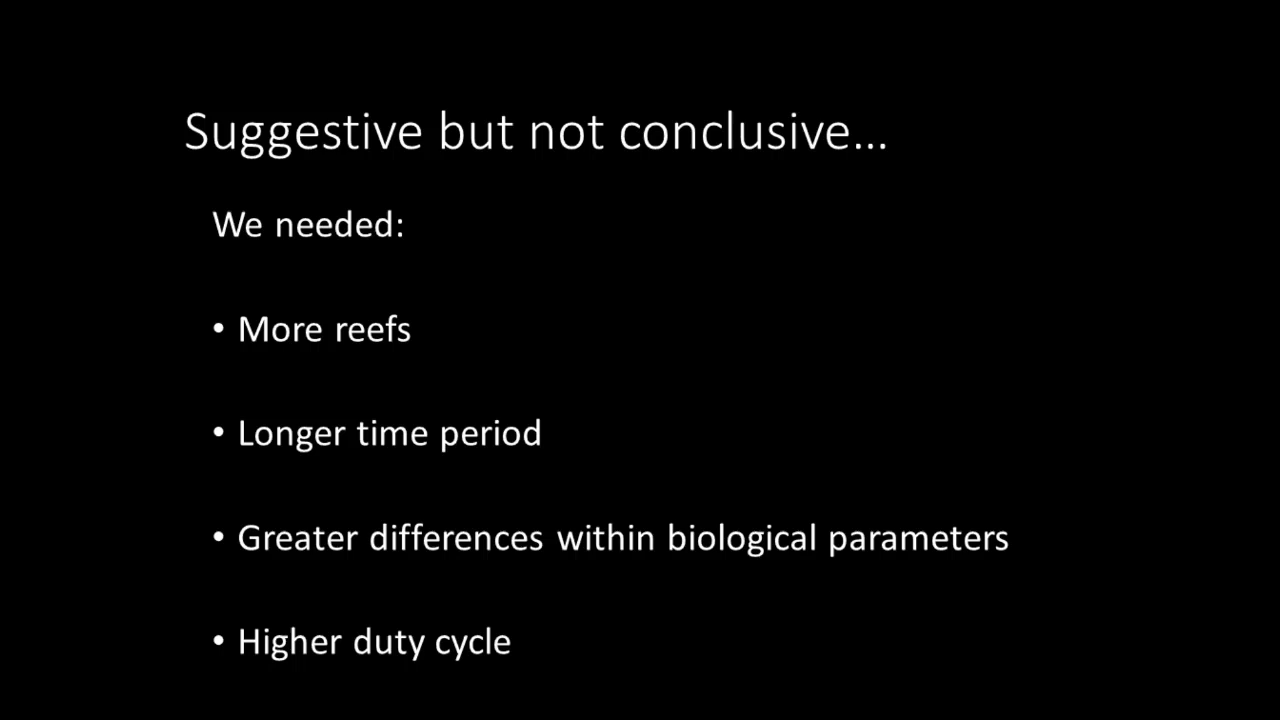 Suggestive but not conclusive...
We needed:
• More reefs
• Longer time period
• Greater differences within biological parameters
• Higher duty cycle